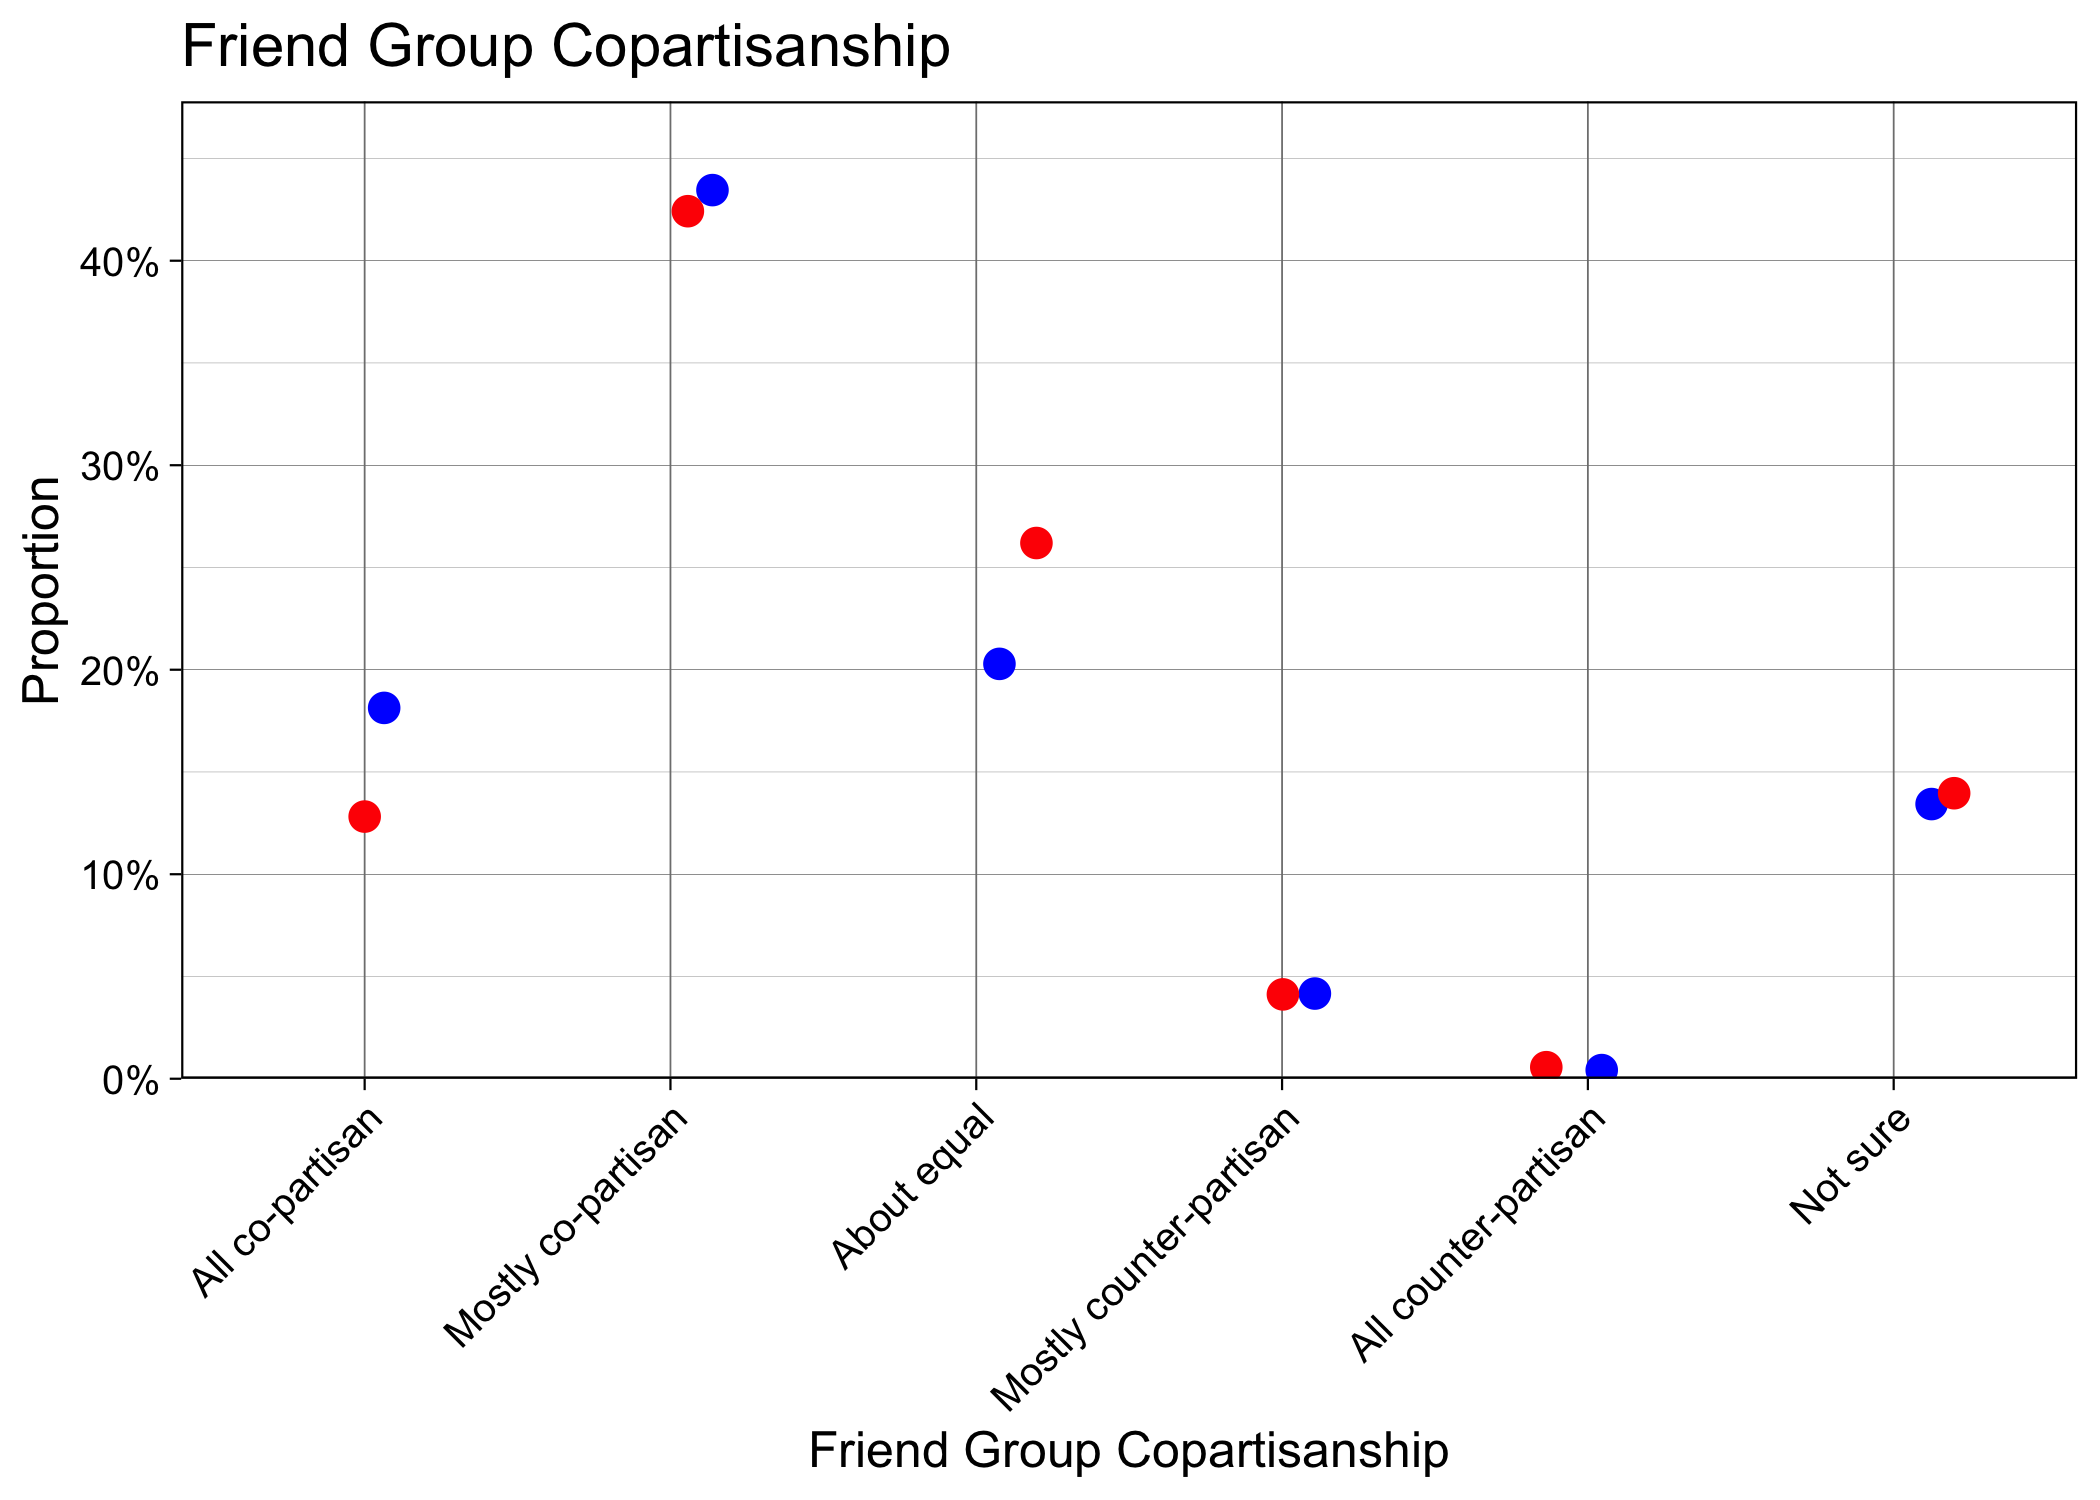 Friend Group Copartisanship
Proportion
40%
30%
20%
10%
0%
All co-partisan
Mostly co-partisan
About equal
Mostly counter-partisan
All counter-partisan
Not sure
Friend Group Copartisanship